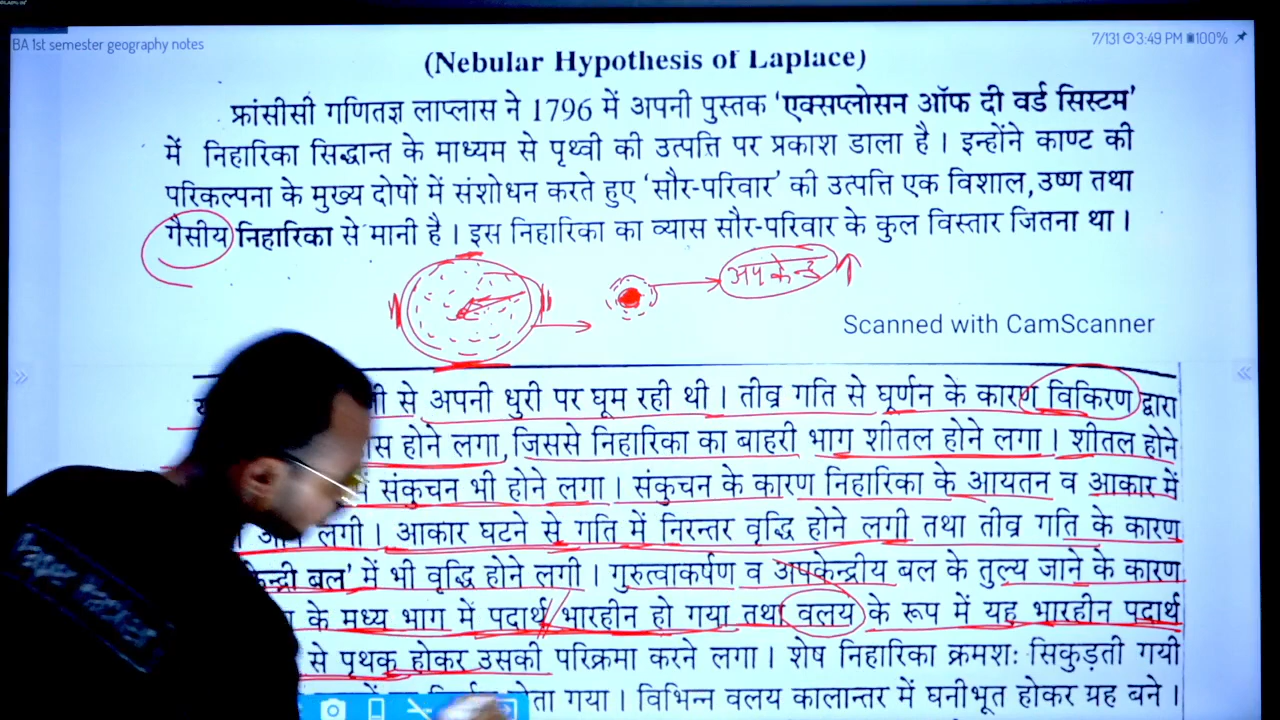 BA 1st semester geography notes
7/131 3:49 PM 100%
(Nebular Hypothesis of Laplace)
फ्रांसीसी गणितज्ञ लाप्लास ने 1796 में अपनी पुस्तक ‘एक्सप्लोसन ऑफ दी वर्ड सिस्टम’
में निहारिका सिद्धान्त के माध्यम से पृथ्वी की उत्पत्ति पर प्रकाश डाला है । इन्होंने काण्ट की
परिकल्पना के मुख्य दोषों में संशोधन करते हुए ‘सौर-परिवार’ की उत्पत्ति एक विशाल, उष्ण तथा
गैसीय निहारिका से मानी है । इस निहारिका का व्यास सौर-परिवार के कुल विस्तार जितना था ।
अपकेन्द्र
Scanned with CamScanner
से अपनी धुरी पर घूम रही थी । तीव्र गति से घूर्णन के कारण विकिरण द्वारा
होने लगा, जिससे निहारिका का बाहरी भाग शीतल होने लगा । शीतल होने
संकुचन भी होने लगा । संकुचन के कारण निहारिका के आयतन व आकार में
लगी । आकार घटने से गति में निरन्तर वृद्धि होने लगी तथा तीव्र गति के कारण
बल’ में भी वृद्धि होने लगी । गुरुत्वाकर्षण व अपकेन्द्रीय बल के तुल्य जाने के कारण
के मध्य भाग में पदार्थ भारहीन हो गया तथा वलय के रूप में यह भारहीन पदार्थ
से पृथक् होकर उसकी परिक्रमा करने लगा । शेष निहारिका क्रमशः सिकुड़ती गयी
गया । विभिन्न वलय कालान्तर में घनीभूत होकर ग्रह बने ।